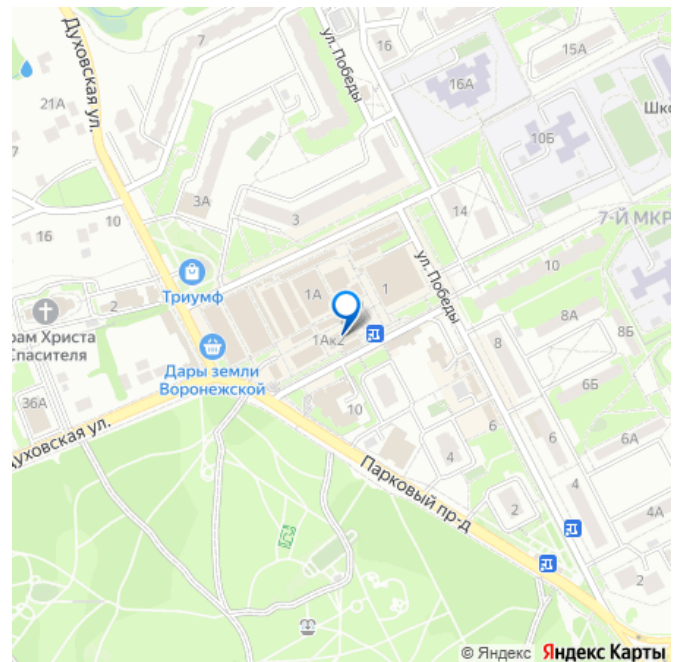 Духовская ул.
7
ул. Победы
16
15А
16А
21А
Шко
10Б
7
3А
10
3
14
7-Й МКР
16
ул. Победы
10
Триумф
1А
1
2
8А
8Б
рам Христа
Спасителя
1Ак2
8
Дары земли
Воронежской
6Б
36А
10
6
6
6А
Духовская ул.
4
Парковый пр-д
2
4
4А
2
© Яндекс Яндекс Карты